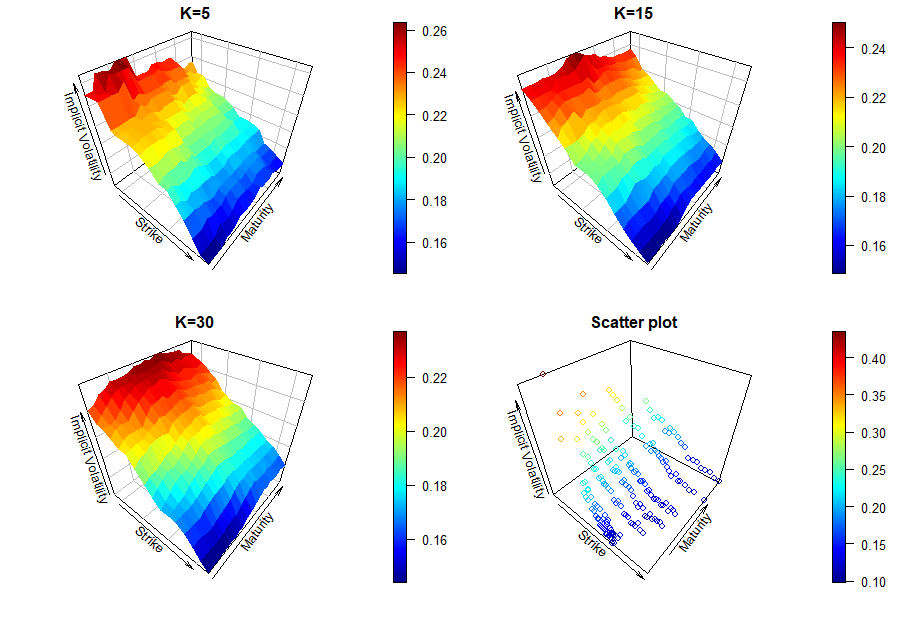 K=5
Implicit Volatility
Strike
Maturity
0.26
0.24
0.22
0.20
0.18
0.16
K=15
Implicit Volatility
Strike
Maturity
0.24
0.22
0.20
0.18
0.16
K=30
Implicit Volatility
Strike
Maturity
0.22
0.20
0.18
0.16
Scatter plot
Implicit Volatility
Strike
Maturity
0.40
0.35
0.30
0.25
0.20
0.15
0.10